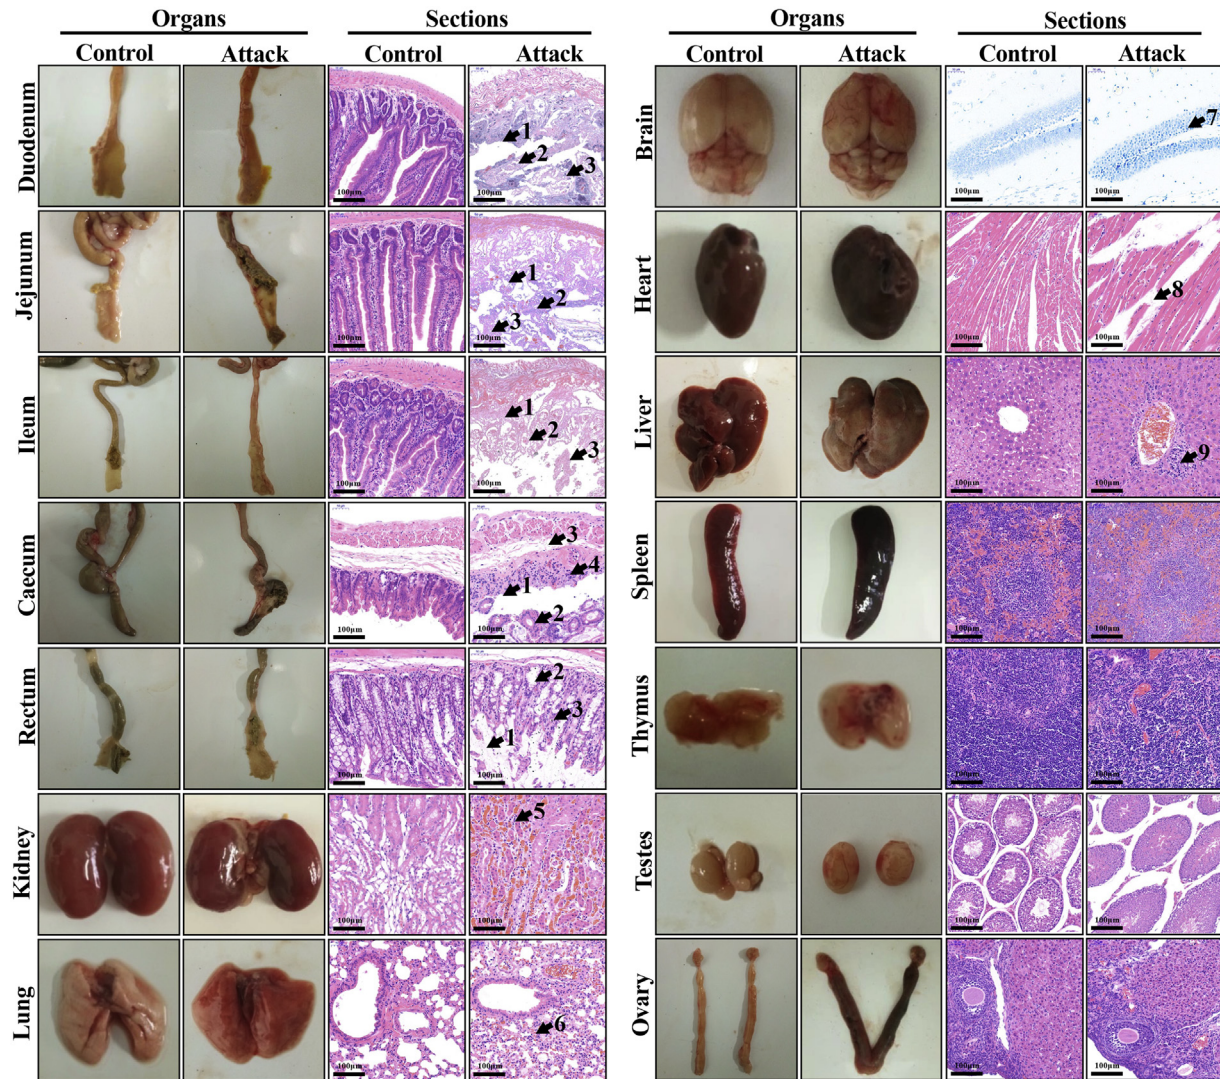 Organs Sections Organs Sections
Control Attack Control Attack Control Attack Control Attack
Duodenum 1 2 3 100μm 100μm Brain 7 100μm 100μm
Jejunum 1 2 3 100μm 100μm Heart 8 100μm 100μm
Ileum 1 2 3 100μm 100μm Liver 9 100μm 100μm
Caecum 3 4 1 2 100μm 100μm Spleen 100μm 100μm
Rectum 2 3 1 100μm 100μm Thymus 100μm 100μm
Kidney 5 100μm 100μm Testes 100μm 100μm
Lung 6 100μm 100μm Ovary 100μm 100μm